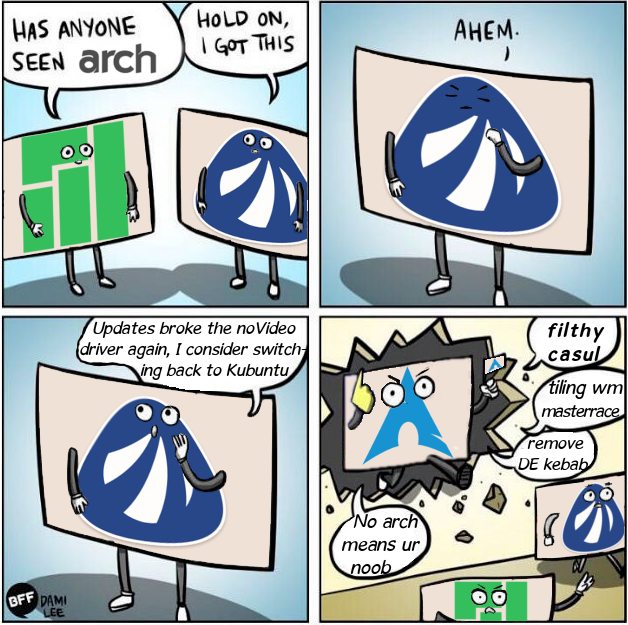 HAS ANYONE
SEEN arch
HOLD ON,
I GOT THIS
AHEM.
Updates broke the noVideo
driver again, I consider switch-
ing back to Kubuntu
filthy
casul
tiling wm
masterrace
remove
DE kebab
No arch
means ur
noob
BFF
DAMI
LEE